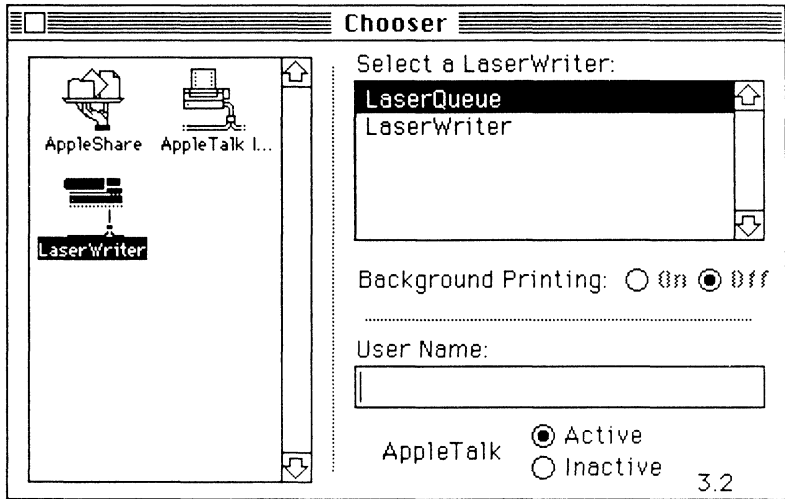 Chooser
AppleShare
AppleTalk I...
LaserWriter
Select a LaserWriter:
LaserQueue
LaserWriter
Background Printing: On Off
User Name:
AppleTalk
Active
Inactive
3.2